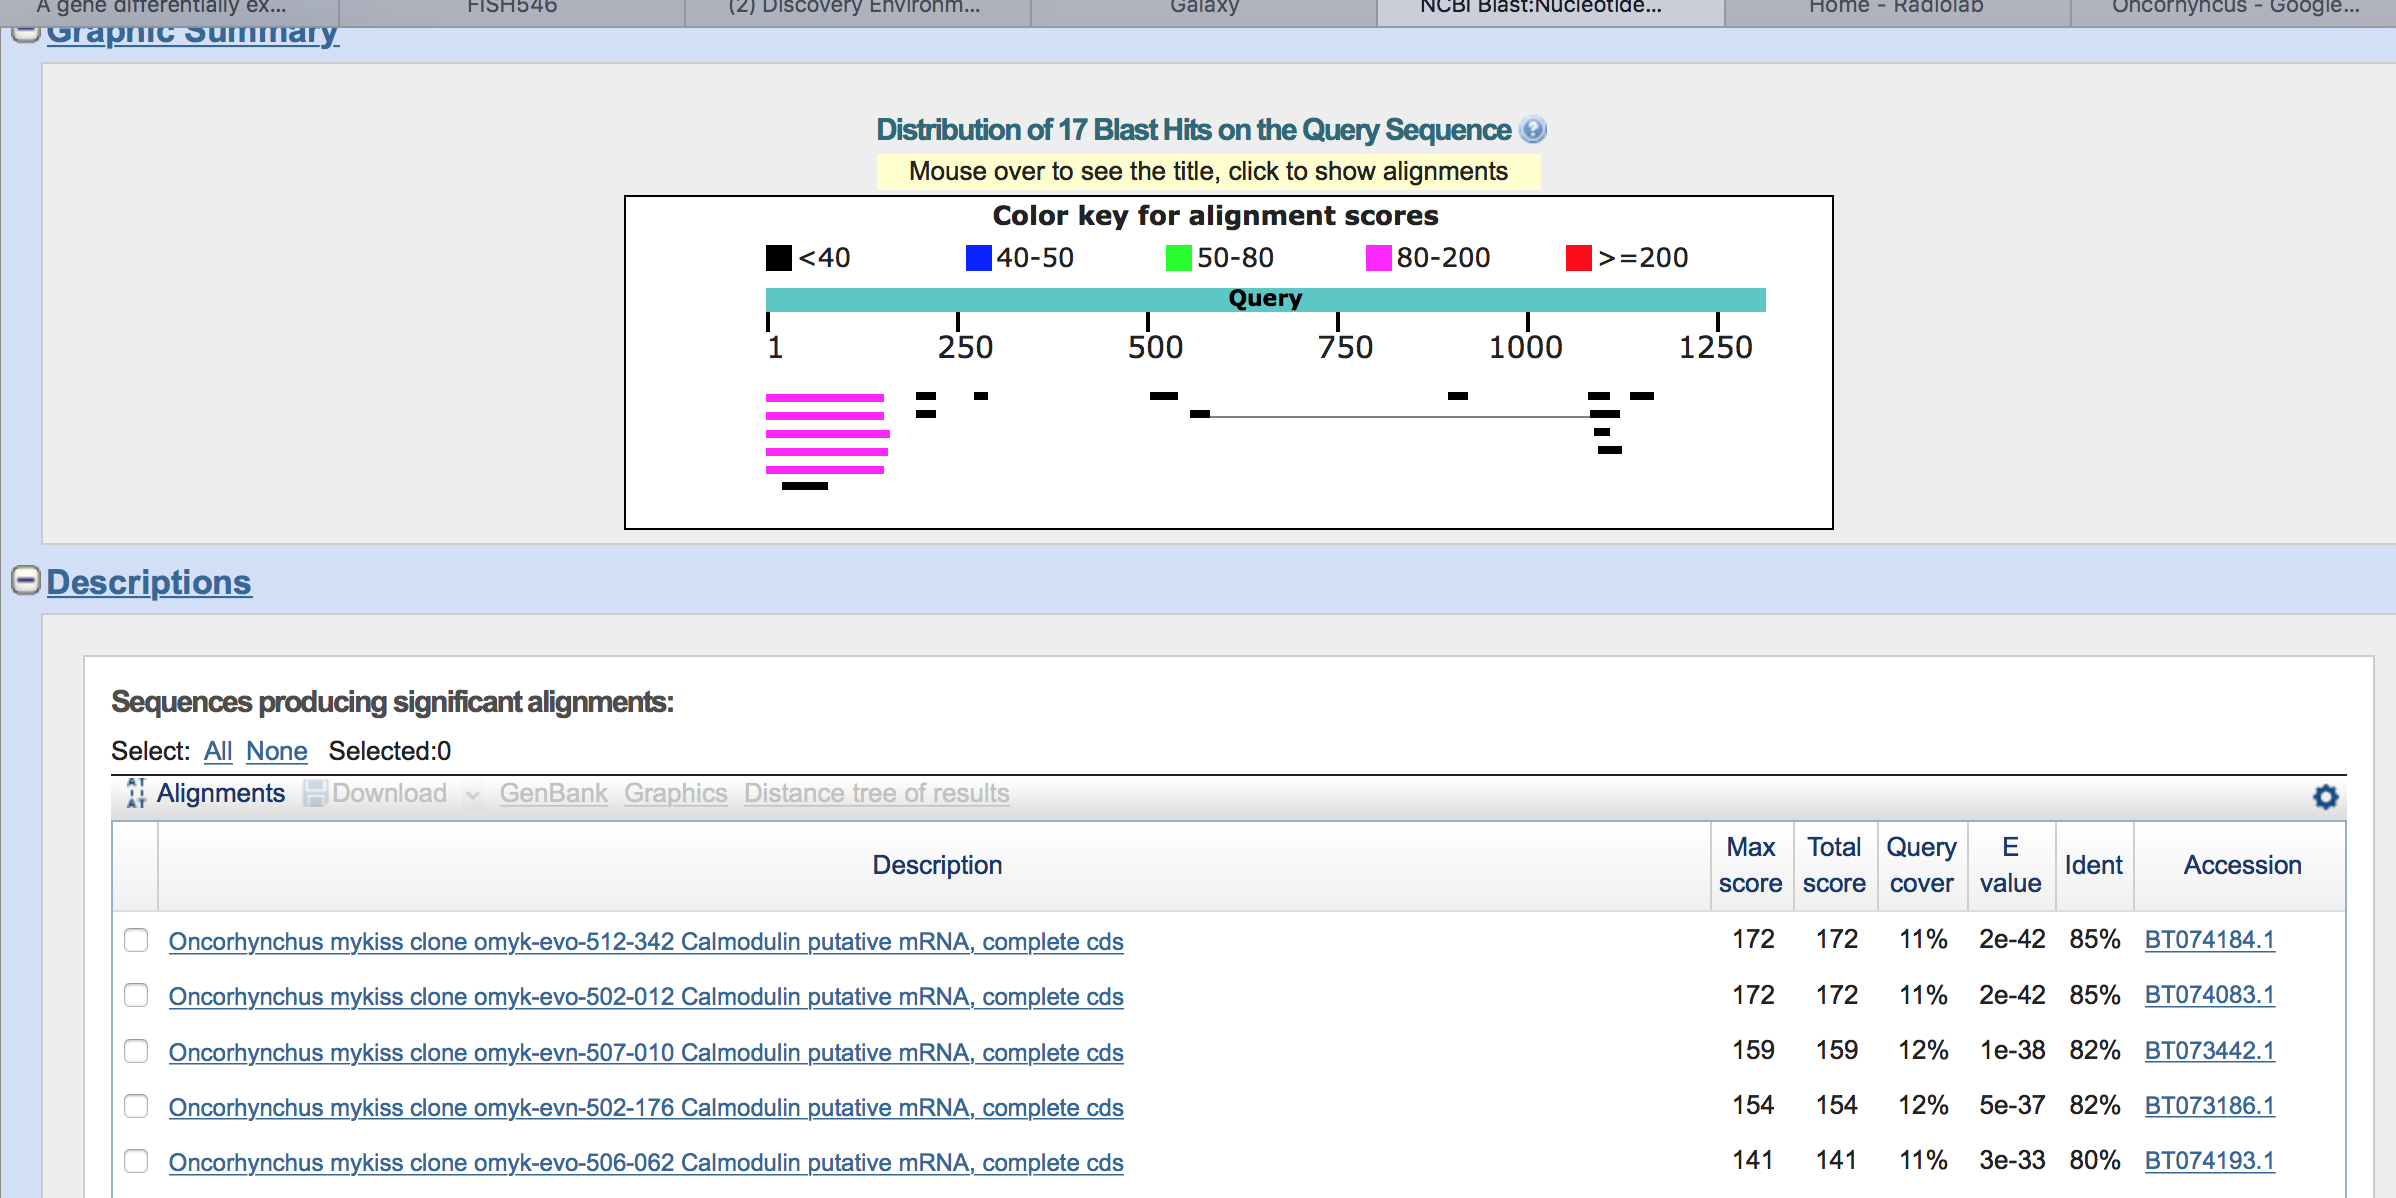 A gene differentially ex... FISH546 (2) Discovery Environm... Galaxy NCBI Blast:Nucleotide... Home - Radiolab Oncorhyncus - Google...
Graphic Summary
Distribution of 17 Blast Hits on the Query Sequence
Mouse over to see the title, click to show alignments
Color key for alignment scores
<40 40-50 50-80 80-200 >=200
Query
1 250 500 750 1000 1250
Descriptions
Sequences producing significant alignments:
Select: All None Selected:0
Alignments Download GenBank Graphics Distance tree of results
Description Max score Total score Query cover E value Ident Accession
Oncorhynchus mykiss clone omyk-evo-512-342 Calmodulin putative mRNA, complete cds 172 172 11% 2e-42 85% BT074184.1
Oncorhynchus mykiss clone omyk-evo-502-012 Calmodulin putative mRNA, complete cds 172 172 11% 2e-42 85% BT074083.1
Oncorhynchus mykiss clone omyk-evn-507-010 Calmodulin putative mRNA, complete cds 159 159 12% 1e-38 82% BT073442.1
Oncorhynchus mykiss clone omyk-evn-502-176 Calmodulin putative mRNA, complete cds 154 154 12% 5e-37 82% BT073186.1
Oncorhynchus mykiss clone omyk-evo-506-062 Calmodulin putative mRNA, complete cds 141 141 11% 3e-33 80% BT074193.1